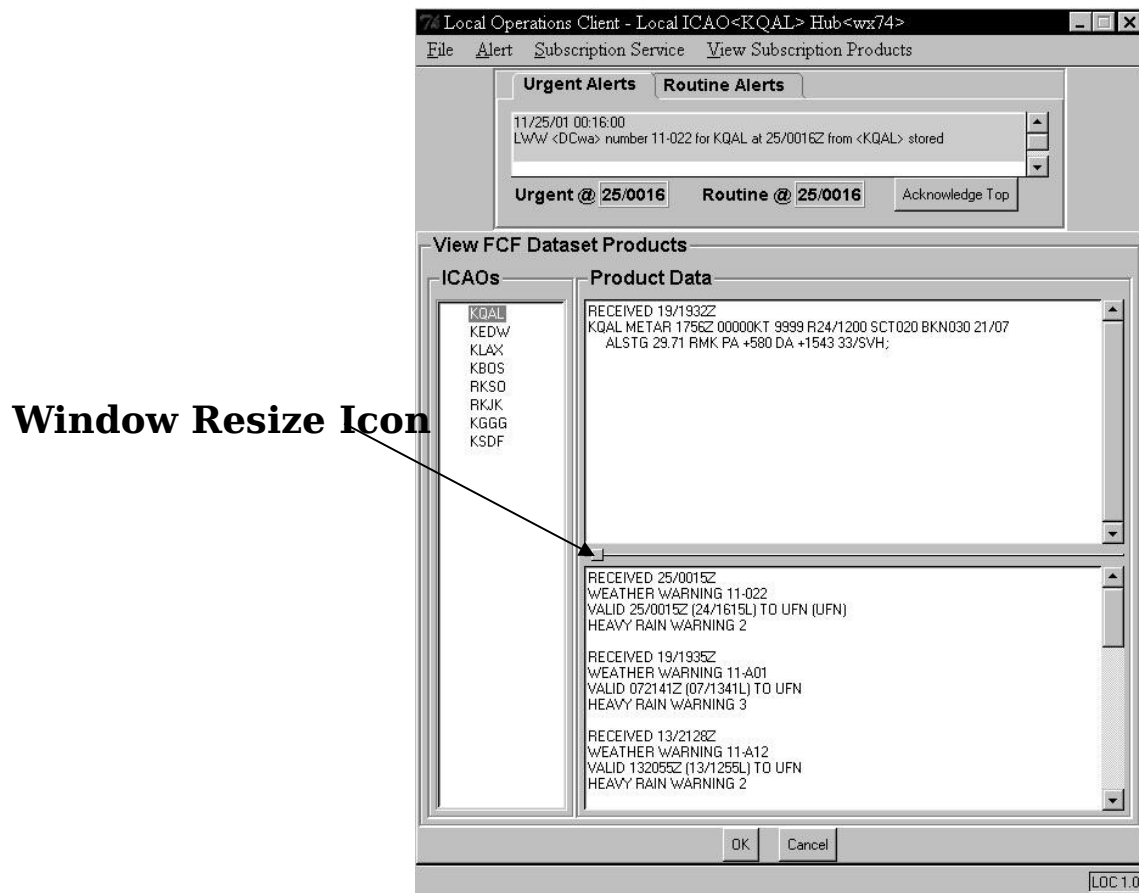 74 Local Operations Client - Local ICAO<KQAL> Hub<wx74>
File Alert Subscription Service View Subscription Products
Urgent Alerts Routine Alerts
11/25/01 00:16:00
LWW <DCwa> number 11-022 for KQAL at 25/0016Z from <KQAL> stored
Urgent @ 25/0016 Routine @ 25/0016 Acknowledge Top
View FCF Dataset Products
ICAOs
KQAL
KEDW
KLAX
KBOS
RKSO
RKJK
KGGG
KSDF
Product Data
RECEIVED 19/1932Z
KQAL METAR 1756Z 00000KT 9999 R24/1200 SCT020 BKN030 21/07
ALSTG 29.71 RMK PA +580 DA +1543 33/SVH;
Window Resize Icon
RECEIVED 25/0015Z
WEATHER WARNING 11-022
VALID 25/0015Z (24/1615L) TO UFN (UFN)
HEAVY RAIN WARNING 2
RECEIVED 19/1935Z
WEATHER WARNING 11-A01
VALID 072141Z (07/1341L) TO UFN
HEAVY RAIN WARNING 3
RECEIVED 13/2128Z
WEATHER WARNING 11-A12
VALID 132055Z (13/1255L) TO UFN
HEAVY RAIN WARNING 2
OK Cancel
LOC 1.0